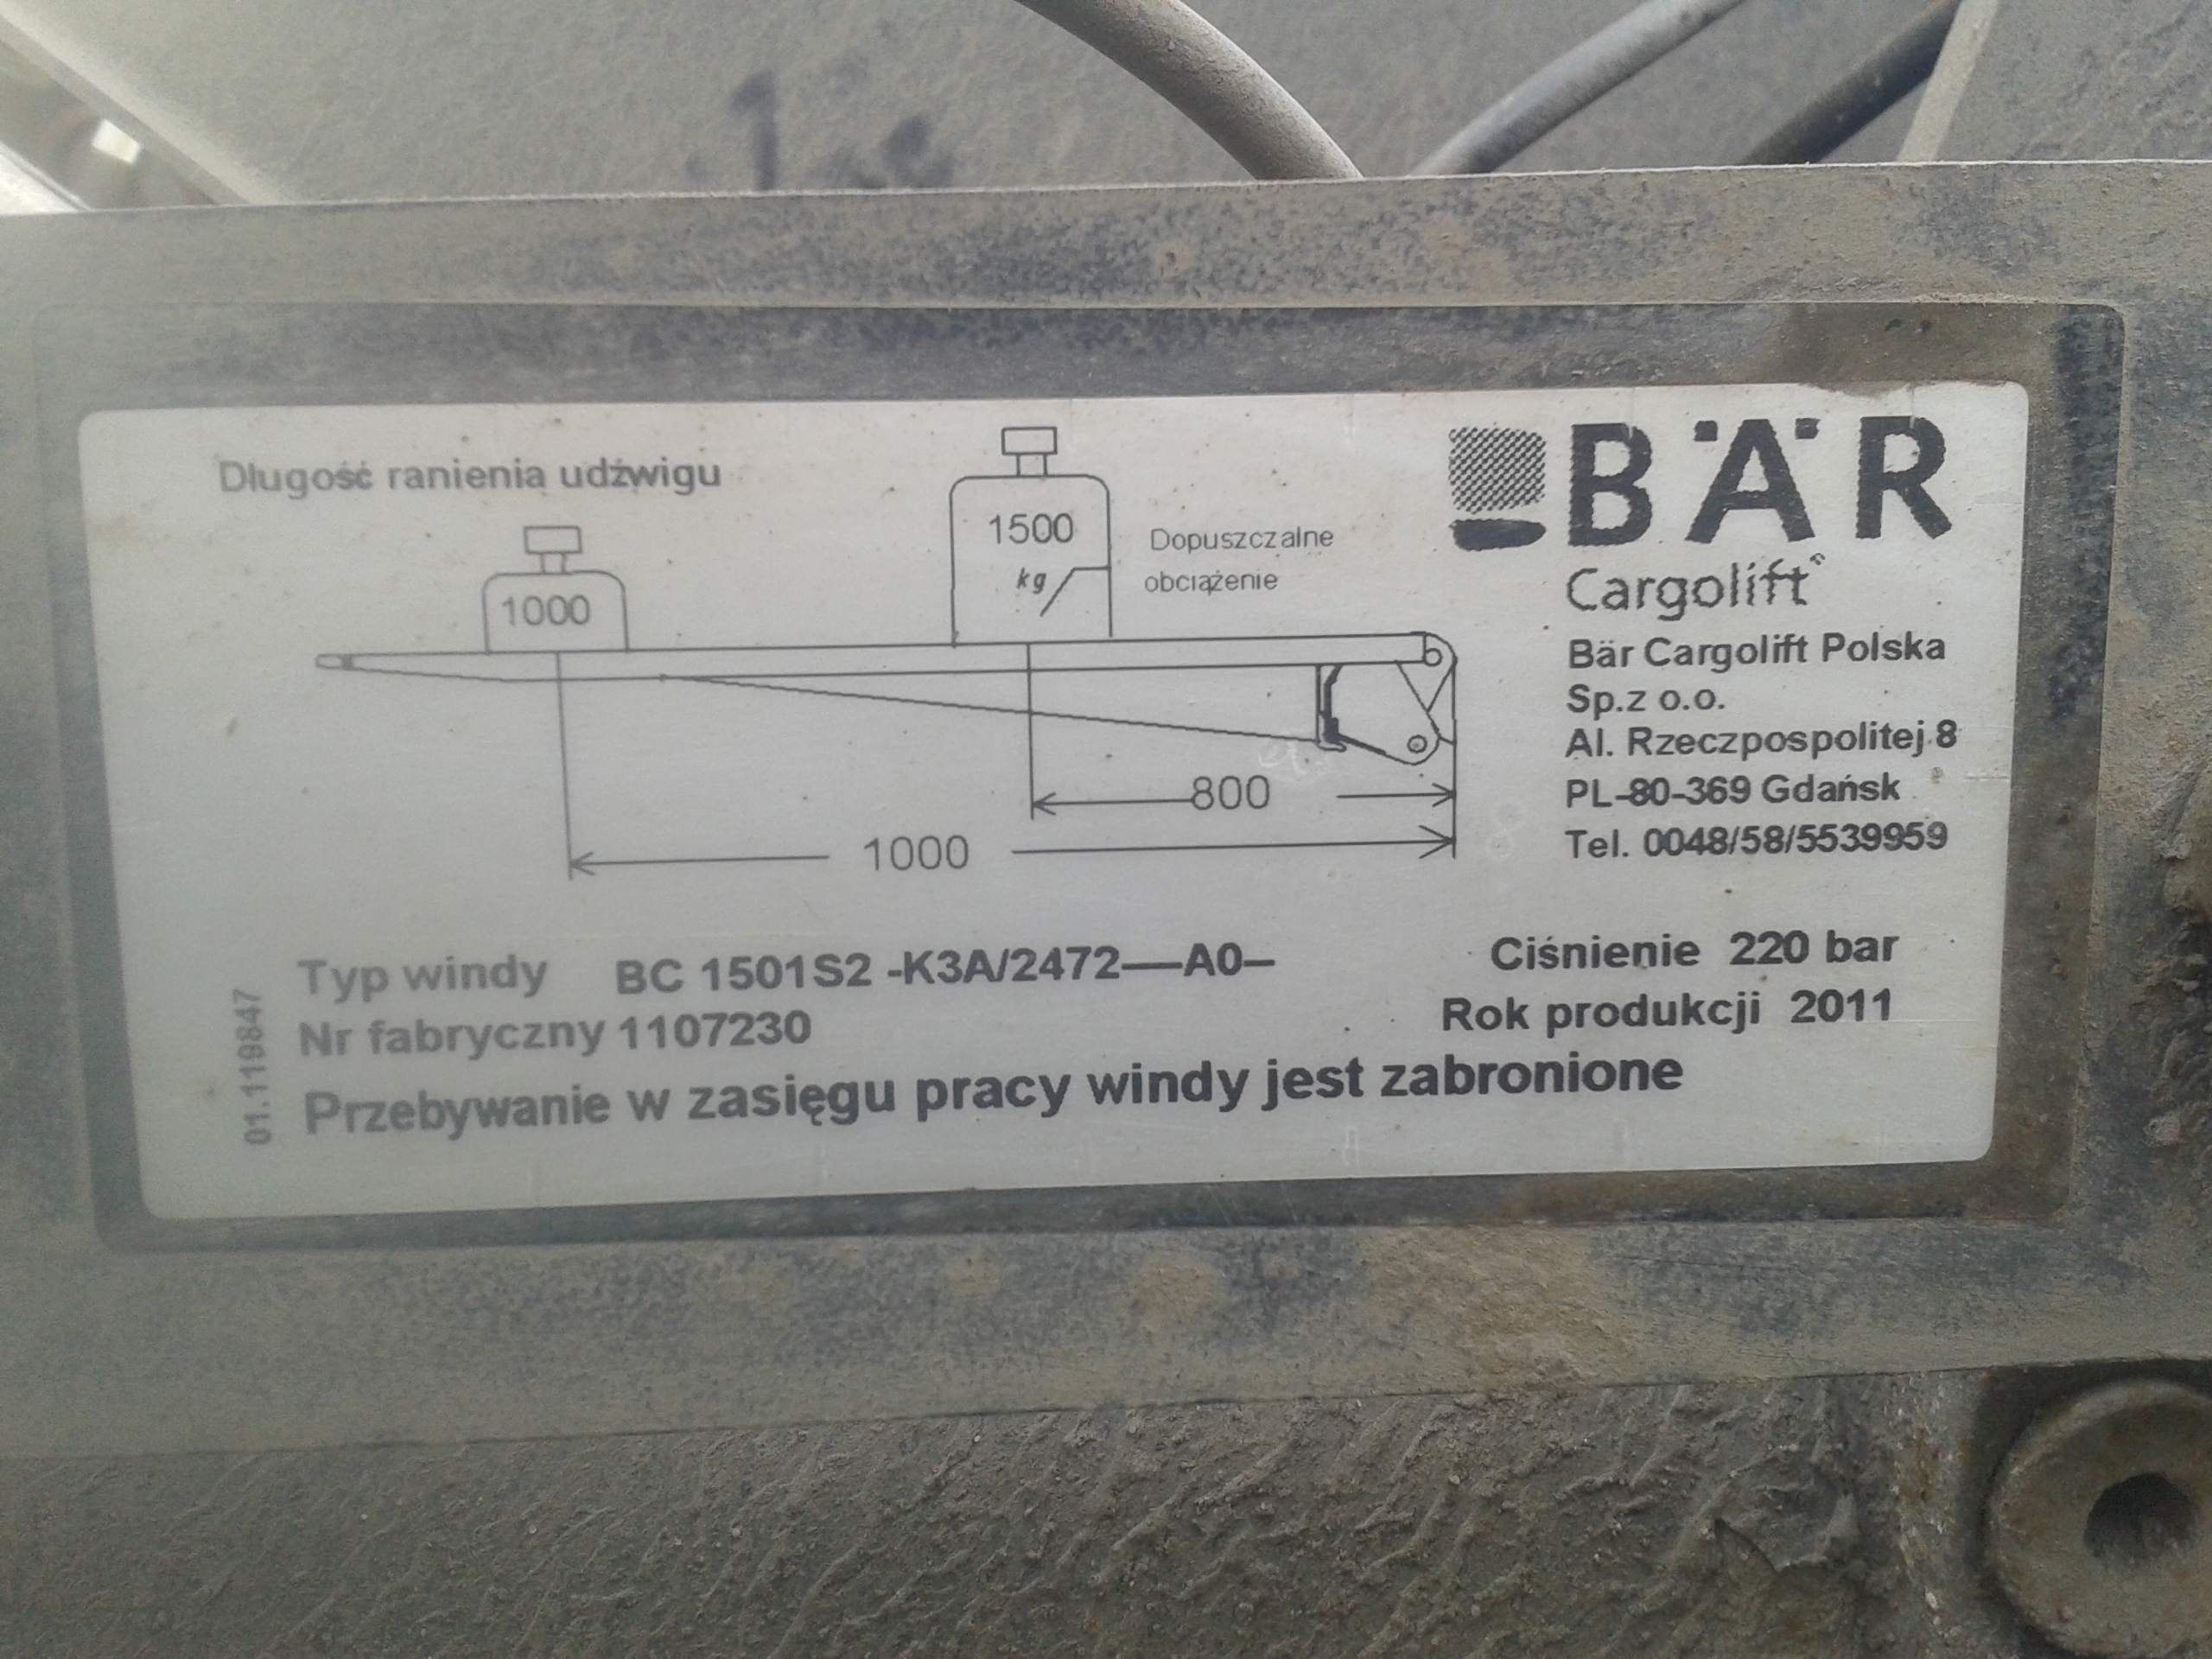 Długość ranienia udźwigu
1000
1500
kg
Dopuszczalne
obciążenie
800
1000
BÄR
Cargolift
Bär Cargolift Polska
Sp.z o.o.
Al. Rzeczpospolitej 8
PL-80-369 Gdańsk
Tel. 0048/58/5539959
Typ windy BC 1501S2 -K3A/2472—A0–
Ciśnienie 220 bar
Nr fabryczny 1107230
Rok produkcji 2011
Przebywanie w zasięgu pracy windy jest zabronione
01.119847